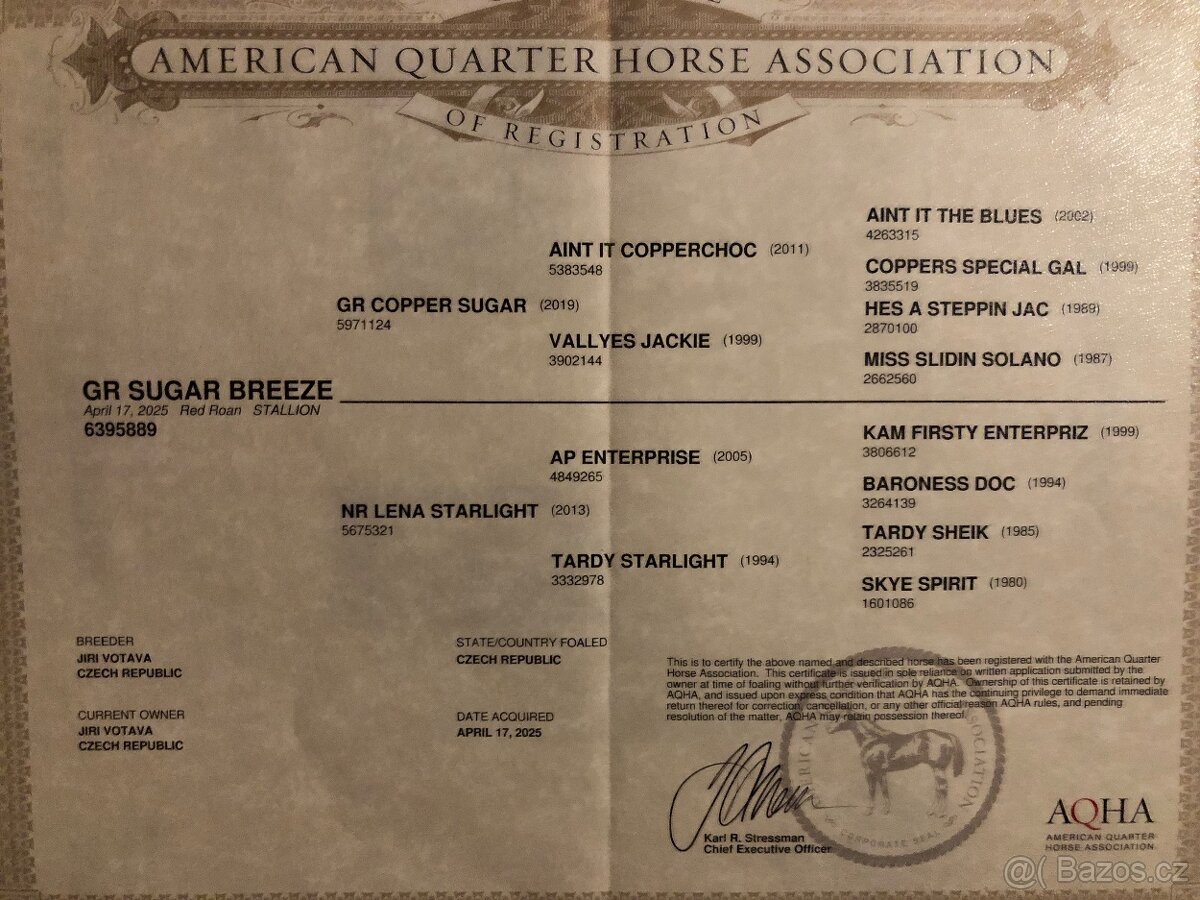 AMERICAN QUARTER HORSE ASSOCIATION
OF REGISTRATION
AINT IT THE BLUES (2002)
4263315
AINT IT COPPERCHOC (2011)
5383548
COPPERS SPECIAL GAL (1999)
3835519
GR COPPER SUGAR (2019)
5971124
HES A STEPPIN JAC (1989)
2870100
VALLYES JACKIE (1999)
3902144
MISS SLIDIN SOLANO (1987)
2662560
GR SUGAR BREEZE
April 17, 2025 Red Roan STALLION
6395889
KAM FIRSTY ENTERPRIZ (1999)
3806612
AP ENTERPRISE (2005)
4849265
BARONESS DOC (1994)
3264139
NR LENA STARLIGHT (2013)
5675321
TARDY SHEIK (1985)
2325261
TARDY STARLIGHT (1994)
3332978
SKYE SPIRIT (1980)
1601086
BREEDER
JIRI VOTAVA
CZECH REPUBLIC
STATE/COUNTRY FOALED
CZECH REPUBLIC
CURRENT OWNER
JIRI VOTAVA
CZECH REPUBLIC
DATE ACQUIRED
APRIL 17, 2025
This is to certify the above named and described horse has been registered with the American Quarter
Horse Association. This certificate is issued in sole reliance on written application submitted by the
owner at time of foaling without further verification by AQHA. Ownership of this certificate is retained by
AQHA, and issued upon express condition that AQHA has the continuing privilege to demand immediate
return thereof for correction, cancellation, or any other official reason AQHA rules, and pending
resolution of the matter, AQHA may retain possession thereof.
Karl R. Stressman
Chief Executive Officer
CORPORATE SEAL
AQHA
AMERICAN QUARTER
HORSE ASSOCIATION
@( Bazos.cz